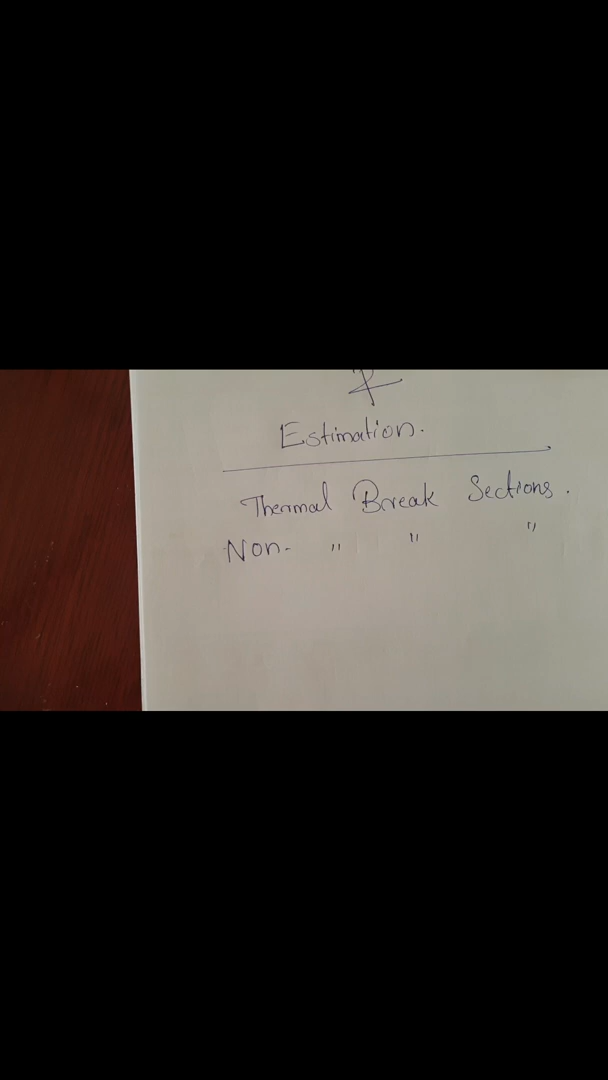 &
Estimation.
Thermal Break Sections.
Non- " " "